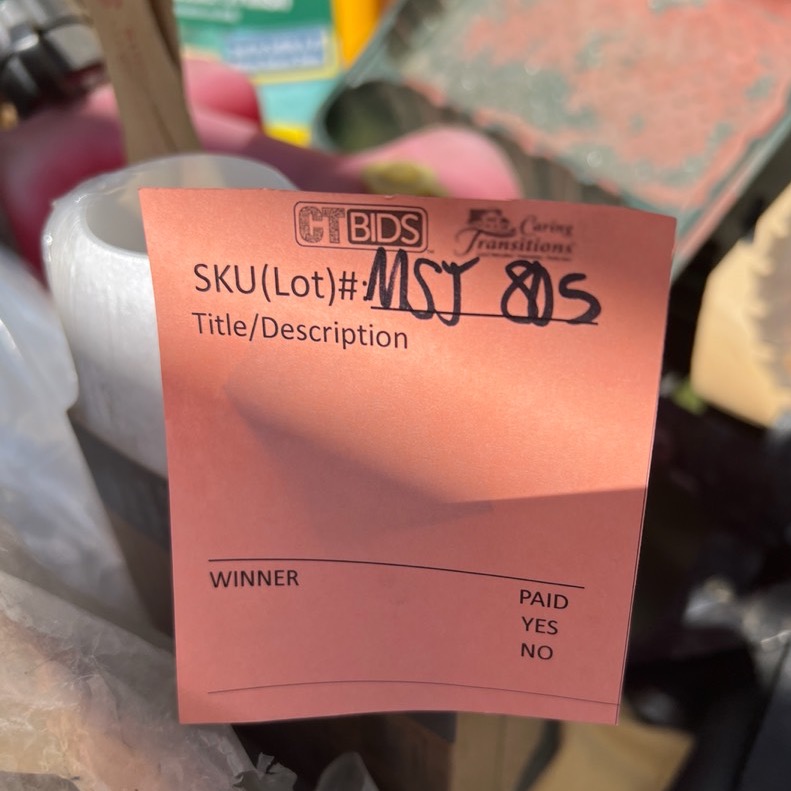 CTBIDS
Caring
Transitions
SKU(Lot)#: MSJ 805
Title/Description
WINNER
PAID
YES
NO